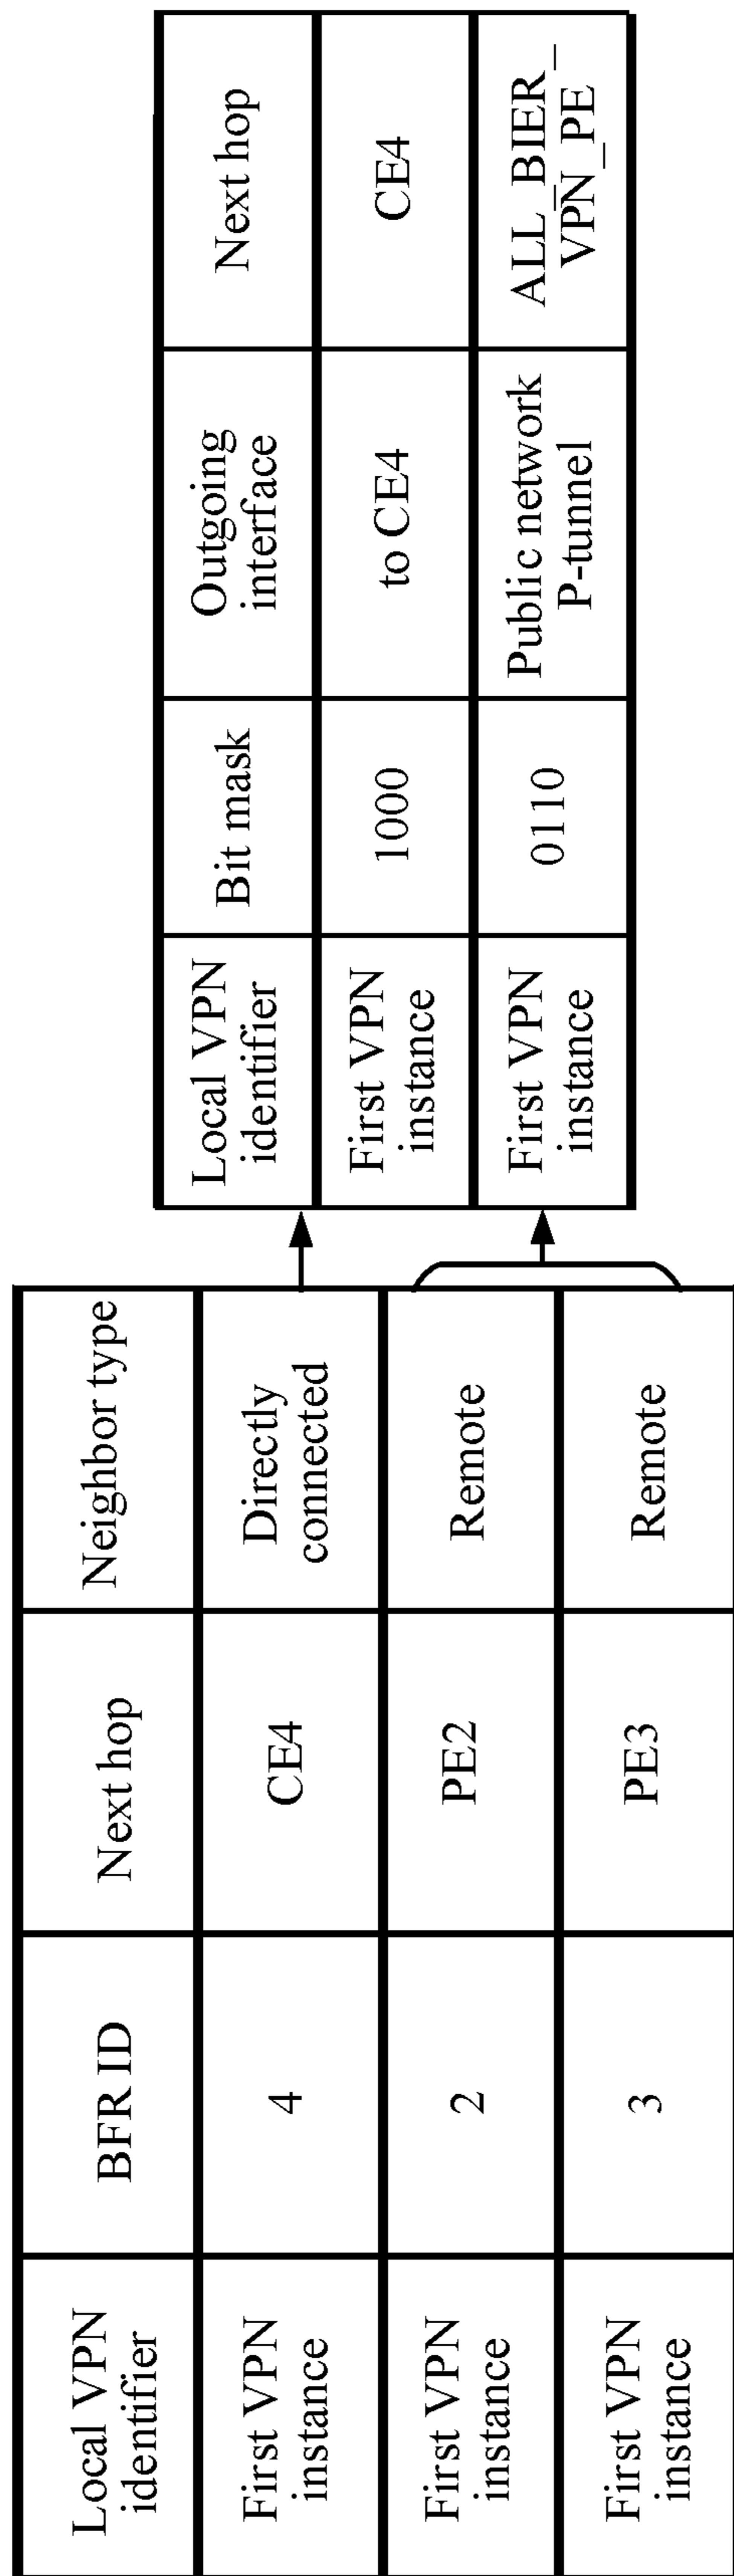 Local VPN
identifier
BFR ID
Next hop
Neighbor type
First VPN
instance
4
CE4
Directly
connected
First VPN
instance
2
PE2
Remote
First VPN
instance
3
PE3
Remote
Local VPN
identifier
Bit mask
Outgoing
interface
Next hop
First VPN
instance
1000
to CE4
CE4
First VPN
instance
0110
Public network
P-tunnel
ALL_BIER_
VPN_PE